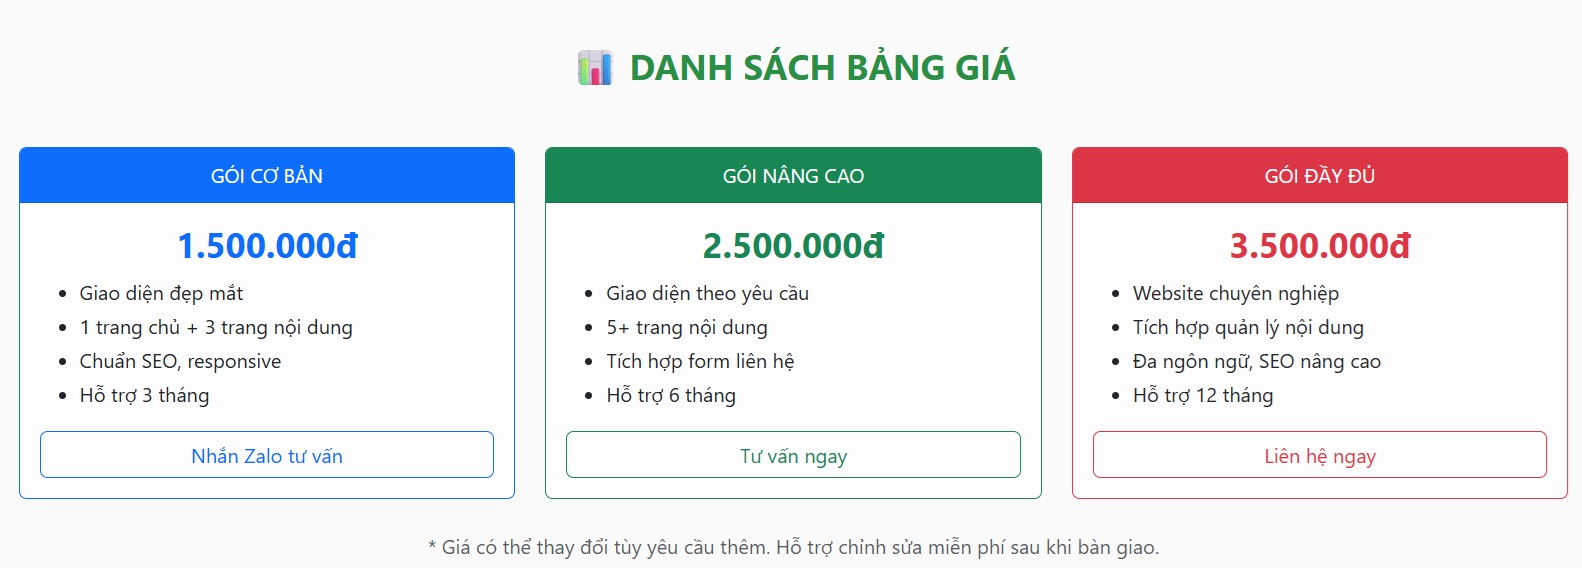 DANH SÁCH BẢNG GIÁ
GÓI CƠ BẢN
1.500.000đ
Giao diện đẹp mắt
1 trang chủ + 3 trang nội dung
Chuẩn SEO, responsive
Hỗ trợ 3 tháng
Nhắn Zalo tư vấn
GÓI NÂNG CAO
2.500.000đ
Giao diện theo yêu cầu
5+ trang nội dung
Tích hợp form liên hệ
Hỗ trợ 6 tháng
Tư vấn ngay
GÓI ĐẦY ĐỦ
3.500.000đ
Website chuyên nghiệp
Tích hợp quản lý nội dung
Đa ngôn ngữ, SEO nâng cao
Hỗ trợ 12 tháng
Liên hệ ngay
* Giá có thể thay đổi tùy yêu cầu thêm. Hỗ trợ chỉnh sửa miễn phí sau khi bàn giao.